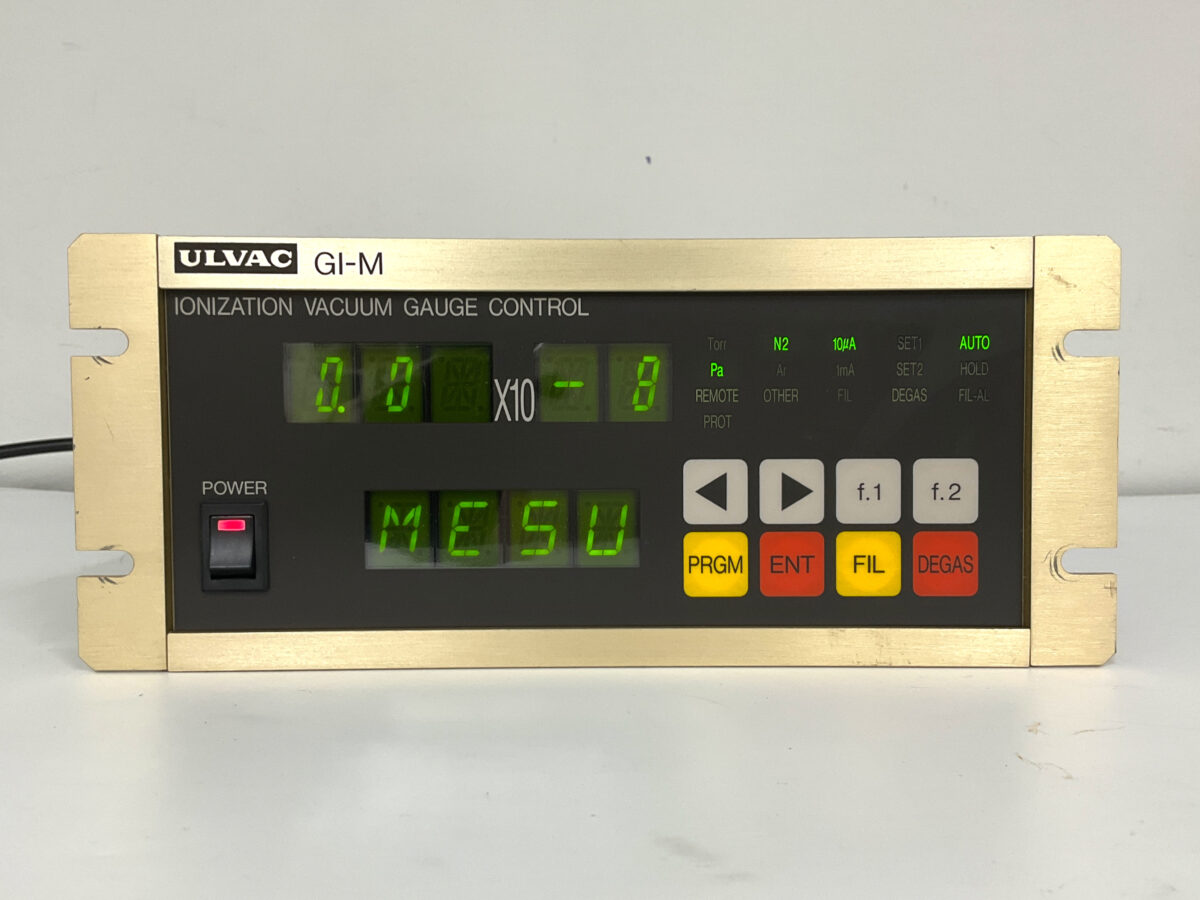 ULVAC GI-M
IONIZATION VACUUM GAUGE CONTROL
0.0 X10 - 8
Torr N2 10µA SET1 AUTO
Pa Ar 1mA SET2 HOLD
REMOTE OTHER FIL DEGAS FIL-AL
PROT
POWER
MESU
f.1 f.2
PRGM ENT FIL DEGAS